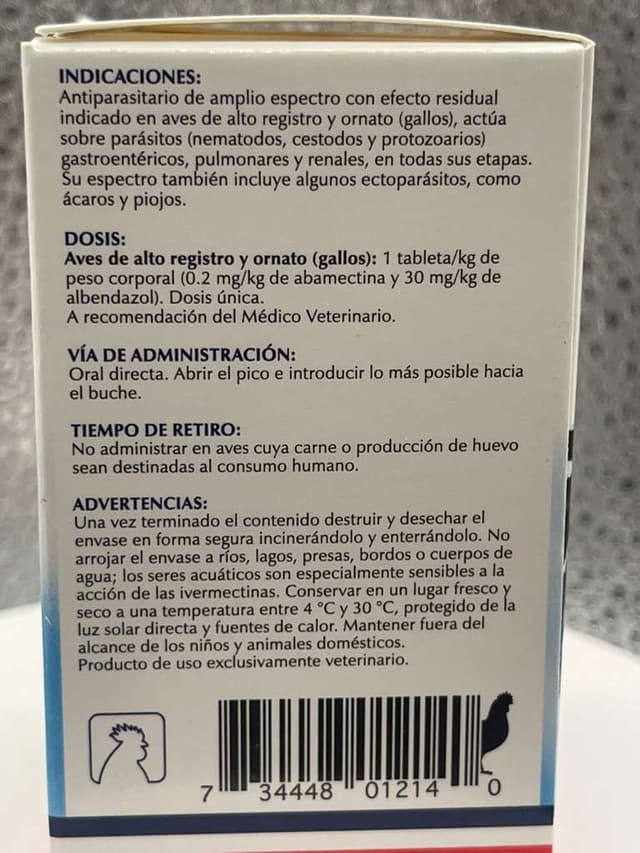 INDICACIONES:
Antiparasitario de amplio espectro con efecto residual
indicado en aves de alto registro y ornato (gallos), actúa
sobre parásitos (nematodos, cestodos y protozoarios)
gastroentéricos, pulmonares y renales, en todas sus etapas.
Su espectro también incluye algunos ectoparásitos, como
ácaros y piojos.
DOSIS:
Aves de alto registro y ornato (gallos): 1 tableta/kg de
peso corporal (0.2 mg/kg de abamectina y 30 mg/kg de
albendazol). Dosis única.
A recomendación del Médico Veterinario.
VÍA DE ADMINISTRACIÓN:
Oral directa. Abrir el pico e introducir lo más posible hacia
el buche.
TIEMPO DE RETIRO:
No administrar en aves cuya carne o producción de huevo
sean destinadas al consumo humano.
ADVERTENCIAS:
Una vez terminado el contenido destruir y desechar el
envase en forma segura incinerándolo y enterrándolo. No
arrojar el envase a ríos, lagos, presas, bordos o cuerpos de
agua; los seres acuáticos son especialmente sensibles a la
acción de las ivermectinas. Conservar en un lugar fresco y
seco a una temperatura entre 4 °C y 30 °C, protegido de la
luz solar directa y fuentes de calor. Mantener fuera del
alcance de los niños y animales domésticos.
Producto de uso exclusivamente veterinario.
7 34448 01214 0